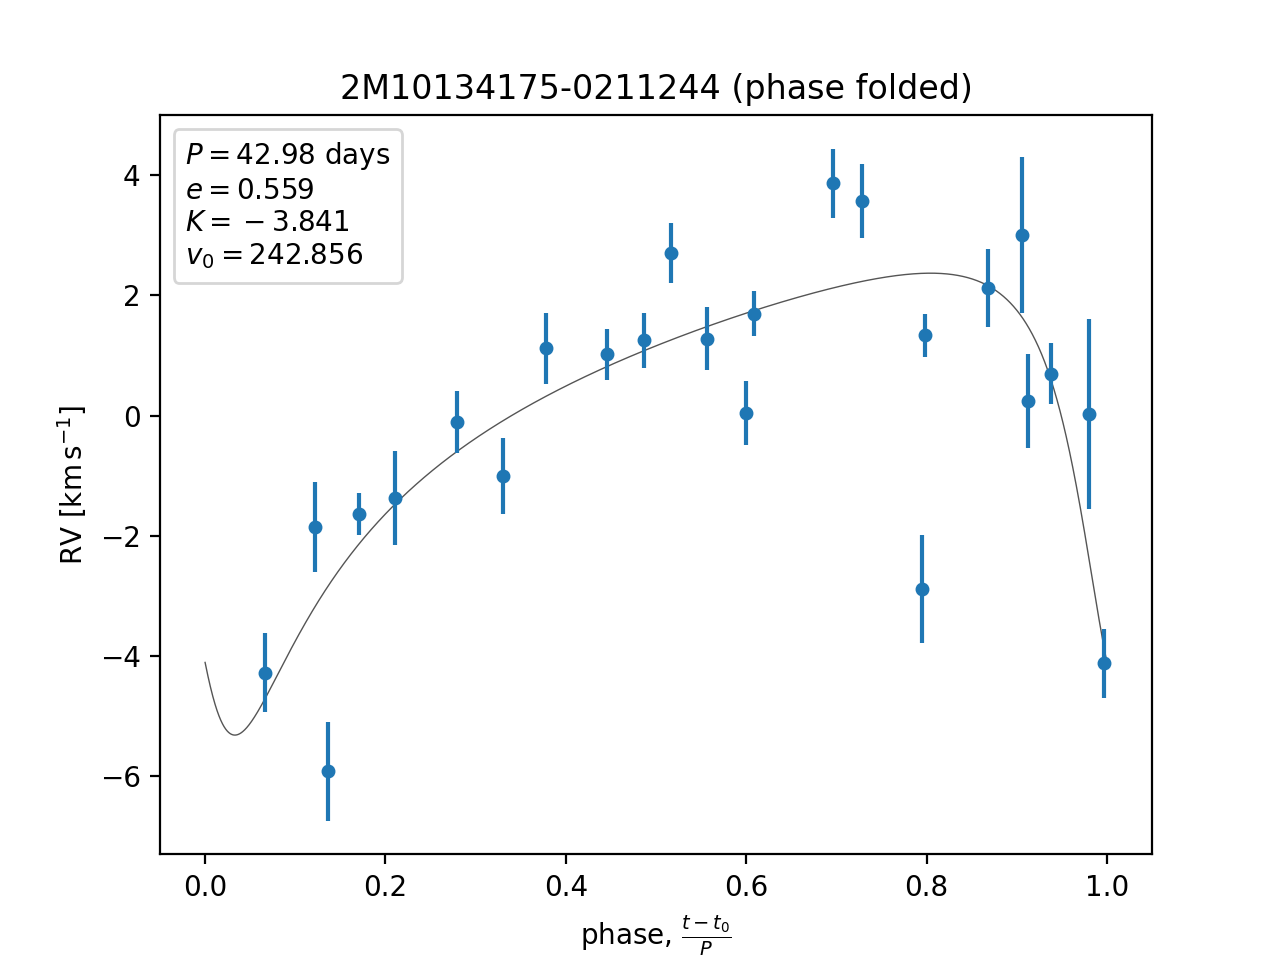 2M10134175-0211244 (phase folded)
P = 42.98 days
e = 0.559
K = − 3.841
v₀ = 242.856
4
2
0
−2
−4
−6
RV [km s⁻¹]
0.0 0.2 0.4 0.6 0.8 1.0
phase, (t − t₀)/P